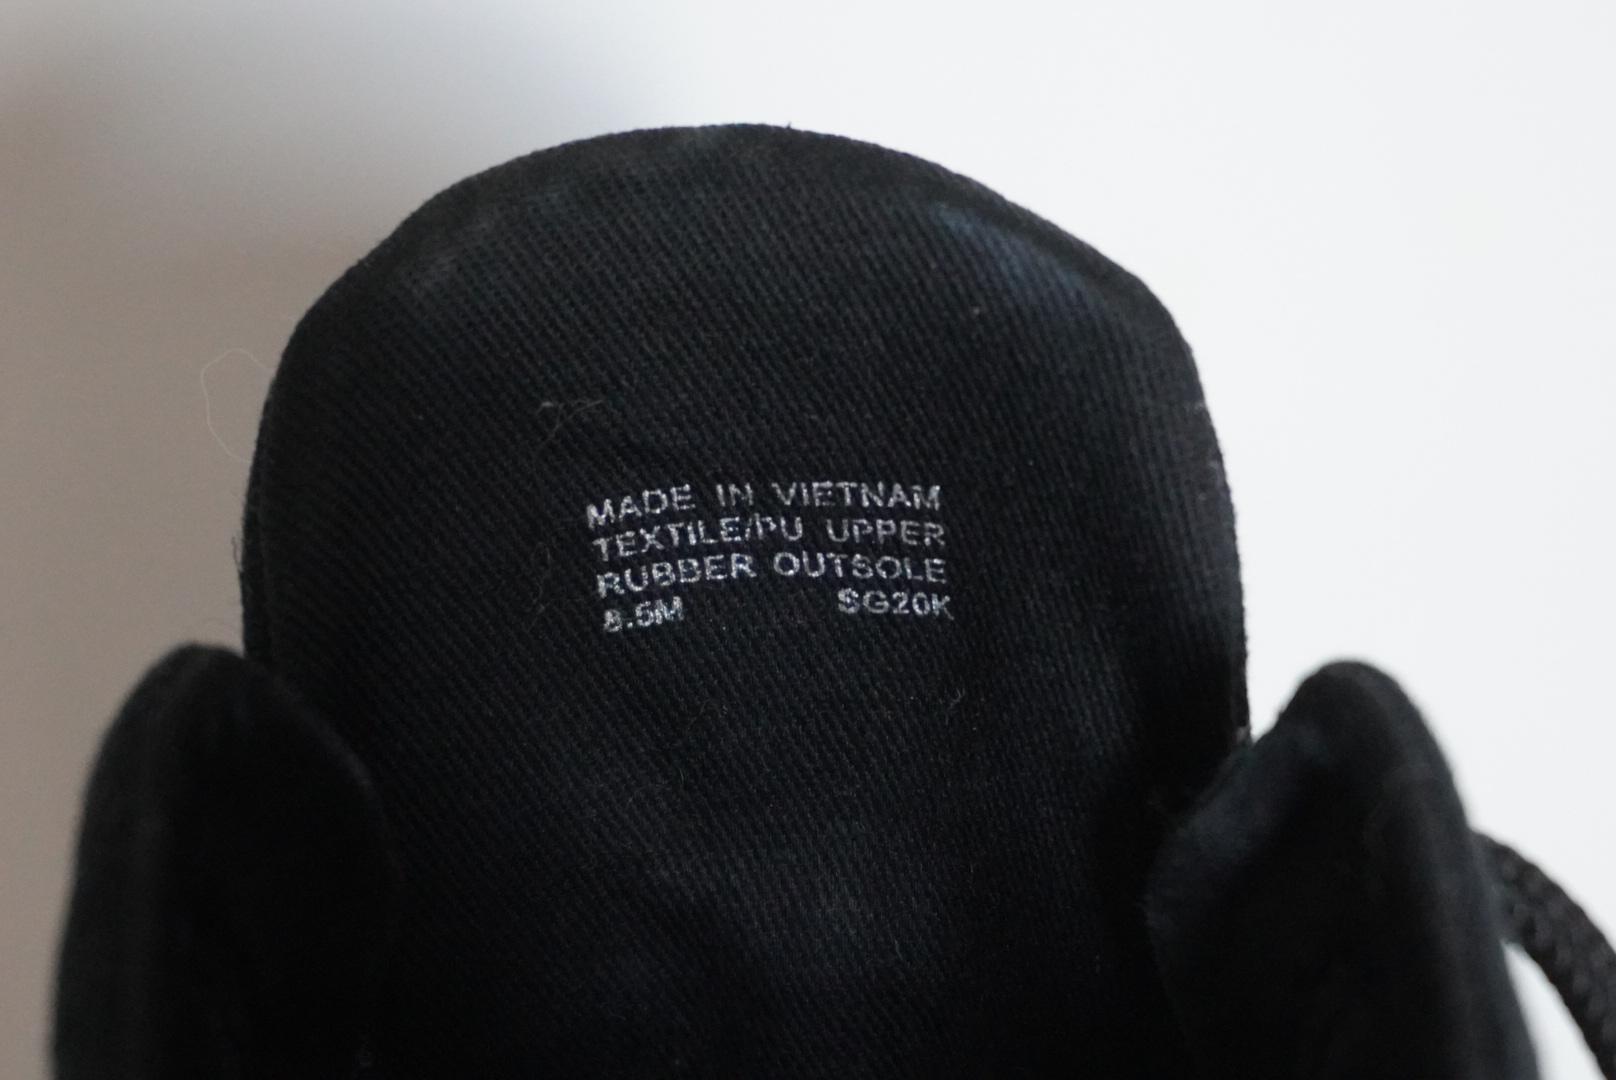 MADE IN VIETNAM
TEXTILE/PU UPPER
RUBBER OUTSOLE
8.5M SG20K